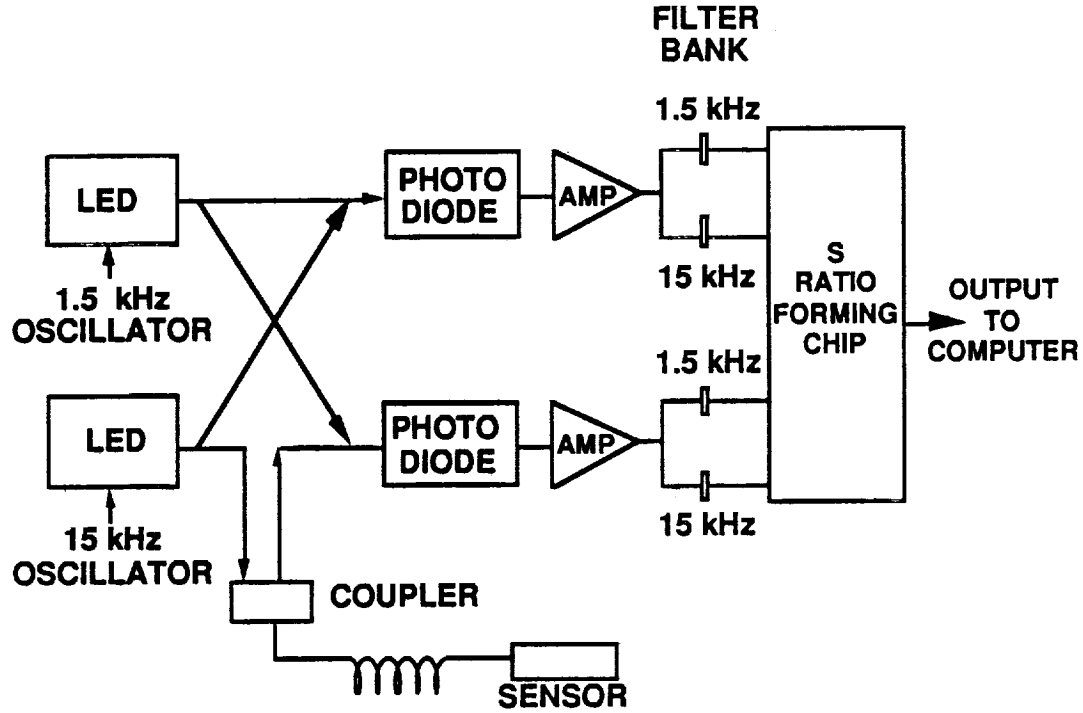 FILTER
BANK
1.5 kHz
LED
PHOTO
DIODE
AMP
15 kHz
1.5 kHz
OSCILLATOR
S
RATIO
FORMING
CHIP
OUTPUT
TO
COMPUTER
1.5 kHz
LED
PHOTO
DIODE
AMP
15 kHz
15 kHz
OSCILLATOR
COUPLER
SENSOR